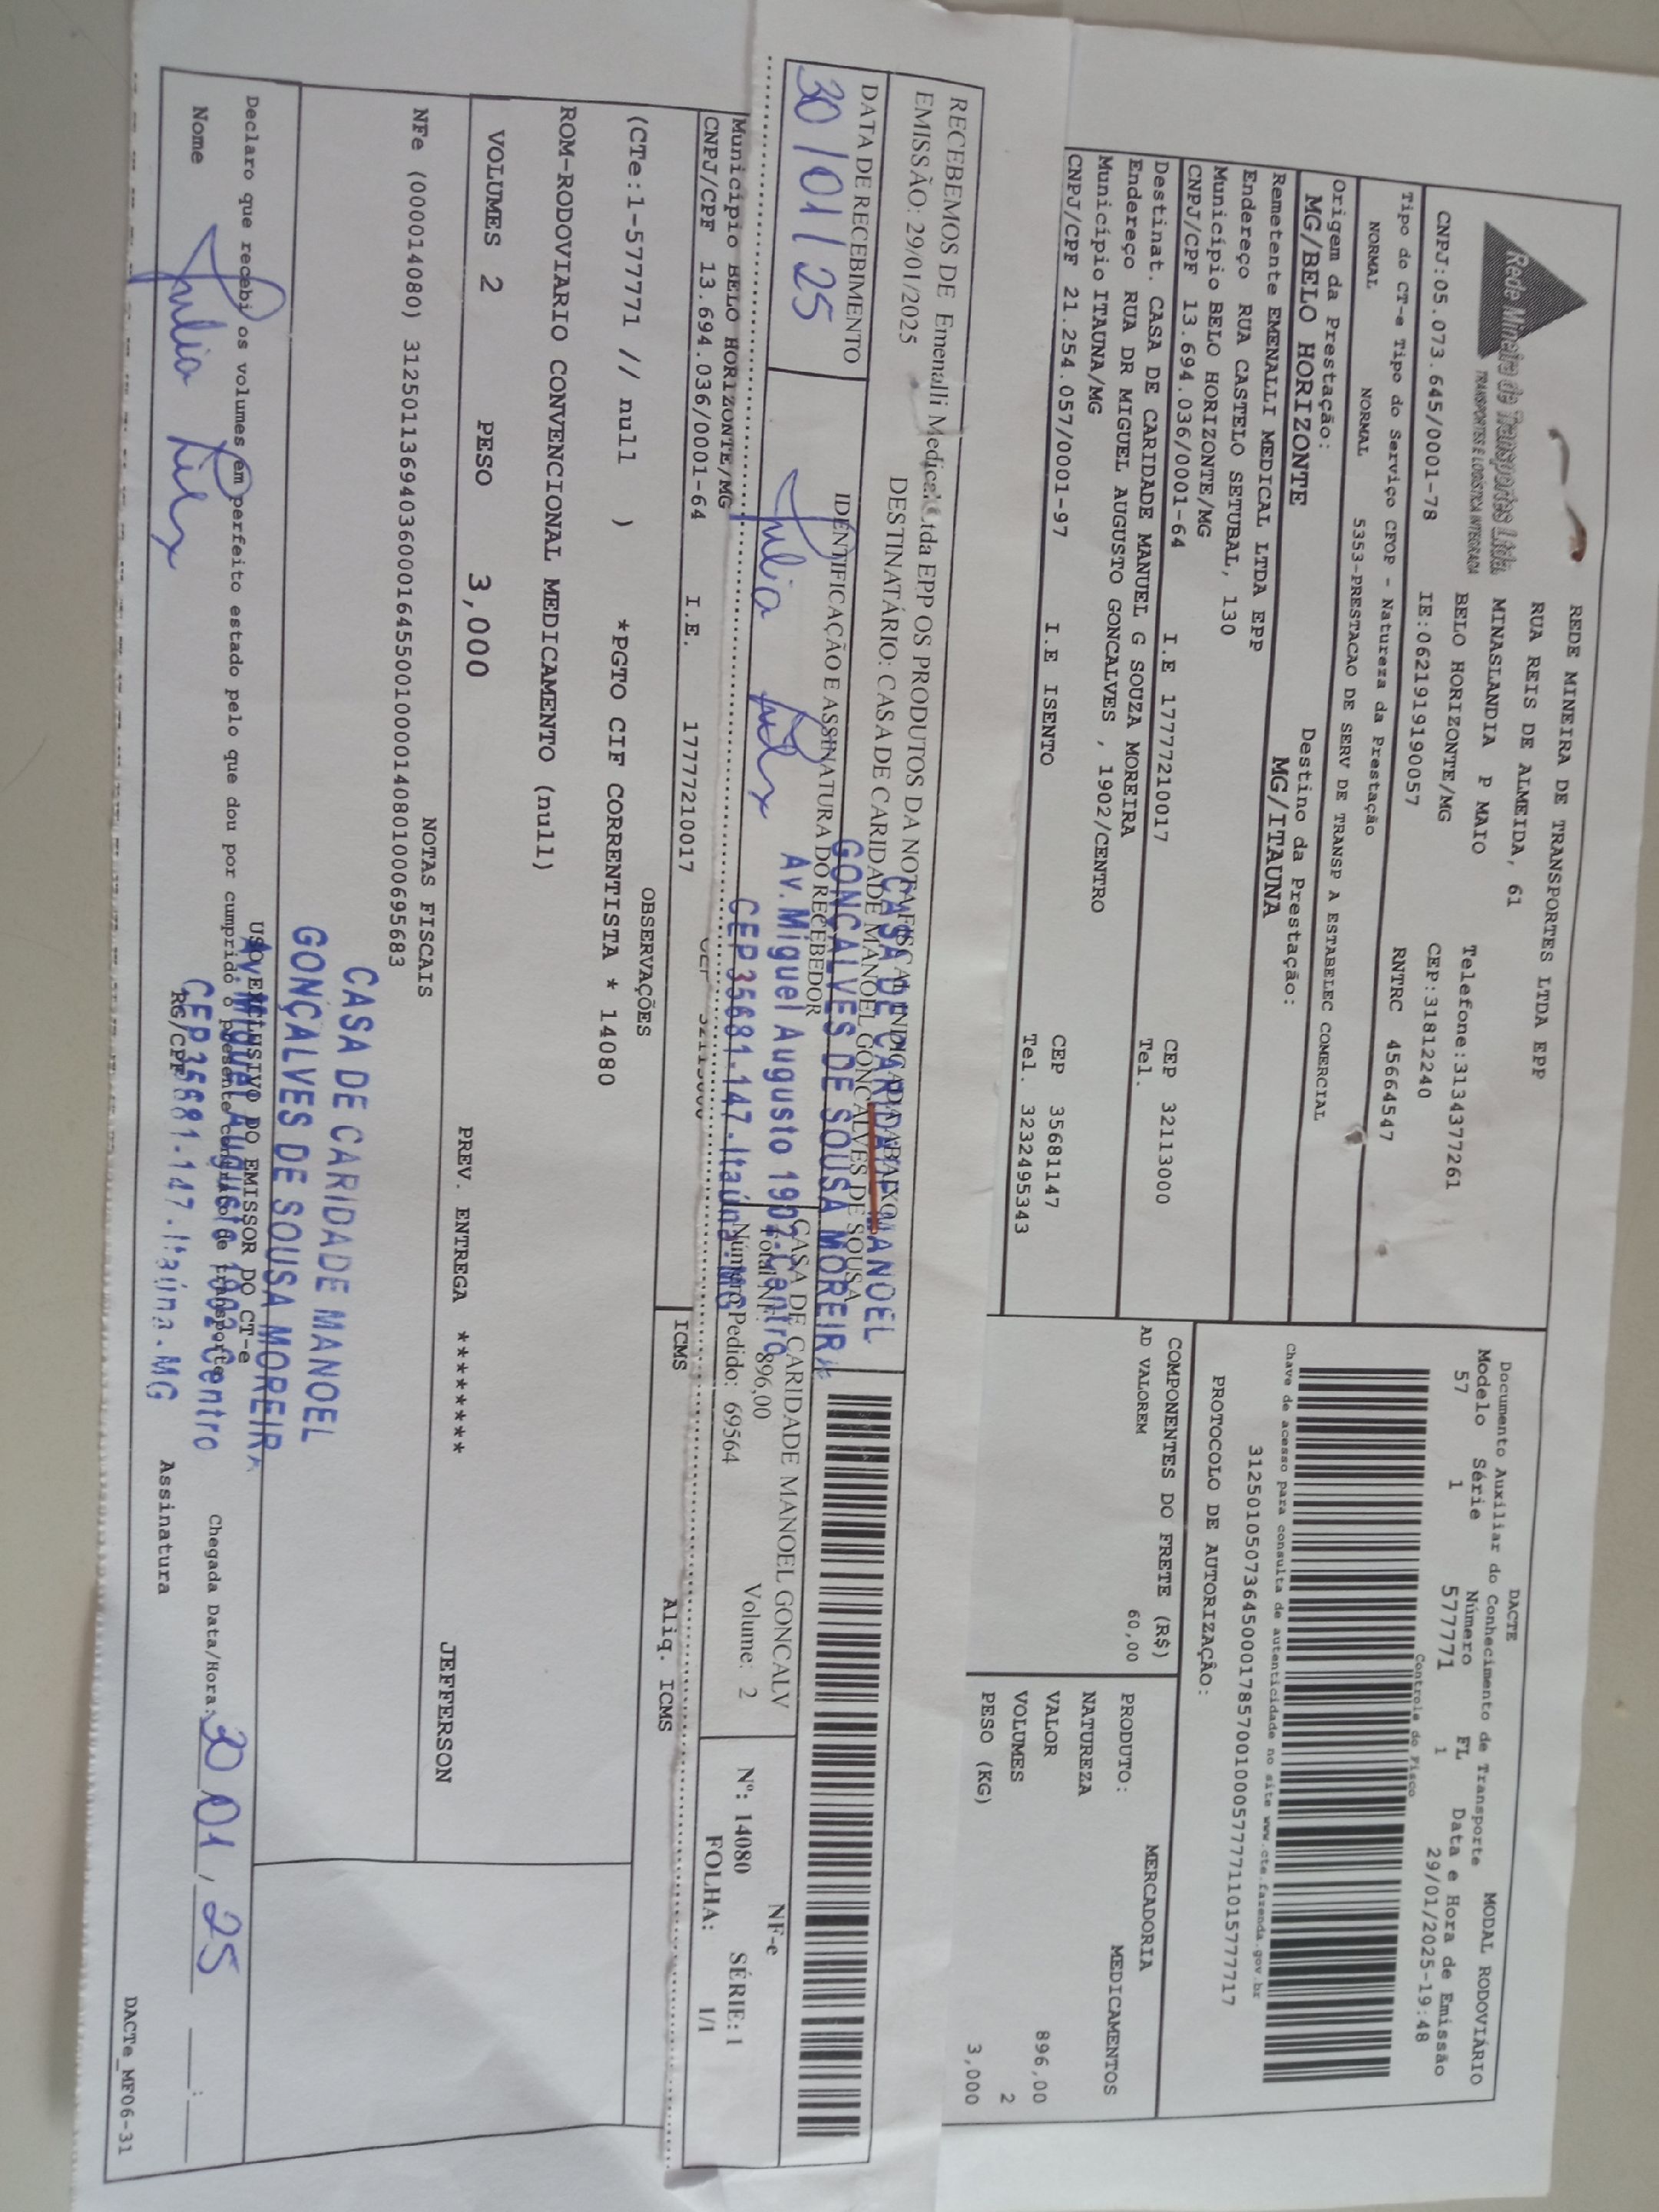 Rede Mineira de Transportes Ltda.
TRANSPORTES E LOGÍSTICA INTEGRADA
REDE MINEIRA DE TRANSPORTES LTDA EPP
RUA REIS DE ALMEIDA, 61
MINASLANDIA P MAIO
BELO HORIZONTE/MG
Telefone:3134377261
CEP:31812240
CNPJ:05.073.645/0001-78 IE:0621919190057 RNTRC 45664547
Tipo do CT-e Tipo do Serviço CFOP - Natureza da Prestação
NORMAL NORMAL 5353-PRESTACAO DE SERV DE TRANSP A ESTABELEC COMERCIAL
Origem da Prestação: Destino da Prestação:
MG/BELO HORIZONTE MG/ITAUNA
Remetente EMENALLI MEDICAL LTDA EPP
Endereço RUA CASTELO SETUBAL, 130
Município BELO HORIZONTE/MG CEP 32113000
CNPJ/CPF 13.694.036/0001-64 I.E 1777721​0017 Tel.
Destinat. CASA DE CARIDADE MANUEL G SOUZA MOREIRA
Endereço RUA DR MIGUEL AUGUSTO GONCALVES , 1902/CENTRO
Município ITAUNA/MG CEP 35681147
CNPJ/CPF 21.254.057/0001-97 I.E ISENTO Tel. 3232495343
DACTE
Documento Auxiliar do Conhecimento de Transporte
MODAL RODOVIÁRIO
Modelo Série Número FL Data e Hora de Emissão
57 1 577771 1 29/01/2025-19:48
Controle do Fisco
Chave de acesso para consulta de autenticidade no site www.cte.fazenda.gov.br
31250105073645000178570010005777711015777717
PROTOCOLO DE AUTORIZAÇÃO:
COMPONENTES DO FRETE (R$)
AD VALOREM 60,00
MERCADORIA
PRODUTO: MEDICAMENTOS
NATUREZA
VALOR 896,00
VOLUMES 2
PESO (KG) 3,000
RECEBEMOS DE Emenalli Medical Ltda EPP OS PRODUTOS DA NOTA FISCAL INDICADA ABAIXO
EMISSÃO: 29/01/2025 DESTINATÁRIO: CASA DE CARIDADE MANOEL GONCALVES DE SOUSA
DATA DE RECEBIMENTO
30/01/25
IDENTIFICAÇÃO E ASSINATURA DO RECEBEDOR
Julia
CASA DE CARIDADE MANOEL
GONÇALVES DE SOUSA MOREIRA
Av. Miguel Augusto 1902-Centro
CEP 35681-147.Itaúna.MG
CASA DE CARIDADE MANOEL GONCALV
Total NF: 896,00 Volume: 2
Número Pedido: 69564
NF-e
Nº: 14080 SÉRIE: 1
FOLHA: 1/1
Município BELO HORIZONTE/MG
CNPJ/CPF 13.694.036/0001-64 I.E. 1777721​0017
ICMS Aliq. ICMS
OBSERVAÇÕES
(CTe:1-577771 // null ) *PGTO CIF CORRENTISTA * 14080
ROM-RODOVIARIO CONVENCIONAL MEDICAMENTO (null)
VOLUMES 2 PESO 3,000 PREV. ENTREGA ******** JEFFERSON
NOTAS FISCAIS
NFe (000014080) 31250113694036000164550010000140801000695683
CASA DE CARIDADE MANOEL
GONÇALVES DE SOUSA MOREIRA
Av. Miguel Augusto 1902-Centro
CEP 35681-147.Itaúna.MG
USO EXCLUSIVO DO EMISSOR DO CT-e
Declaro que recebi os volumes em perfeito estado pelo que dou por cumprido o presente contrato de transporte
Nome Julia RG/CPF Assinatura
Chegada Data/Hora: 30 01, 25
DACTe_MF06-31